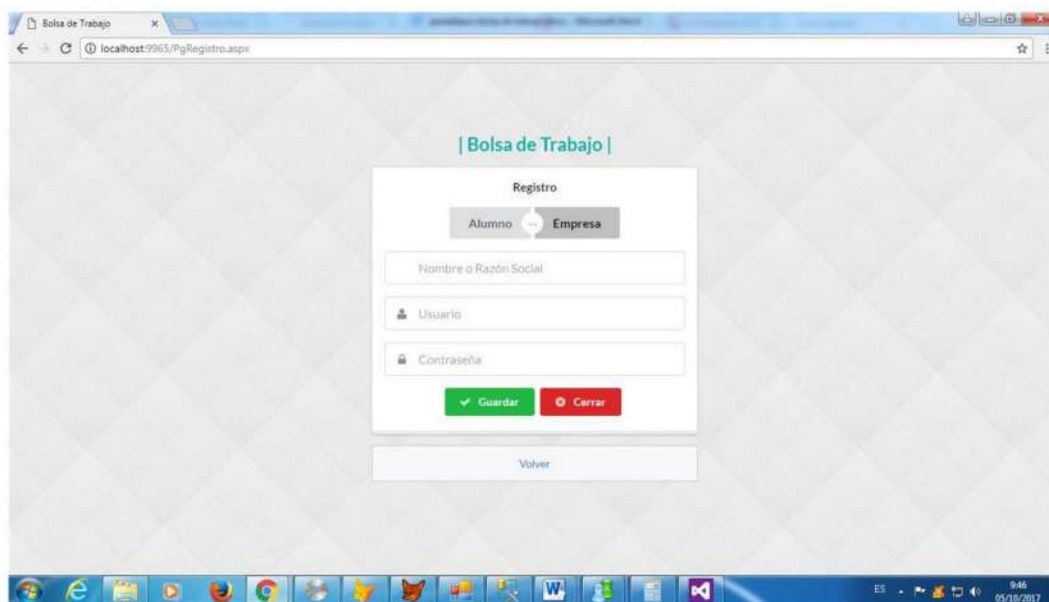 Bolsa de Trabajo
localhost:9965/PgRegistro.aspx
| Bolsa de Trabajo |
Registro
Alumno
Empresa
Nombre o Razón Social
Usuario
Contraseña
Guardar
Cerrar
Volver
ES
9:46
05/10/2017